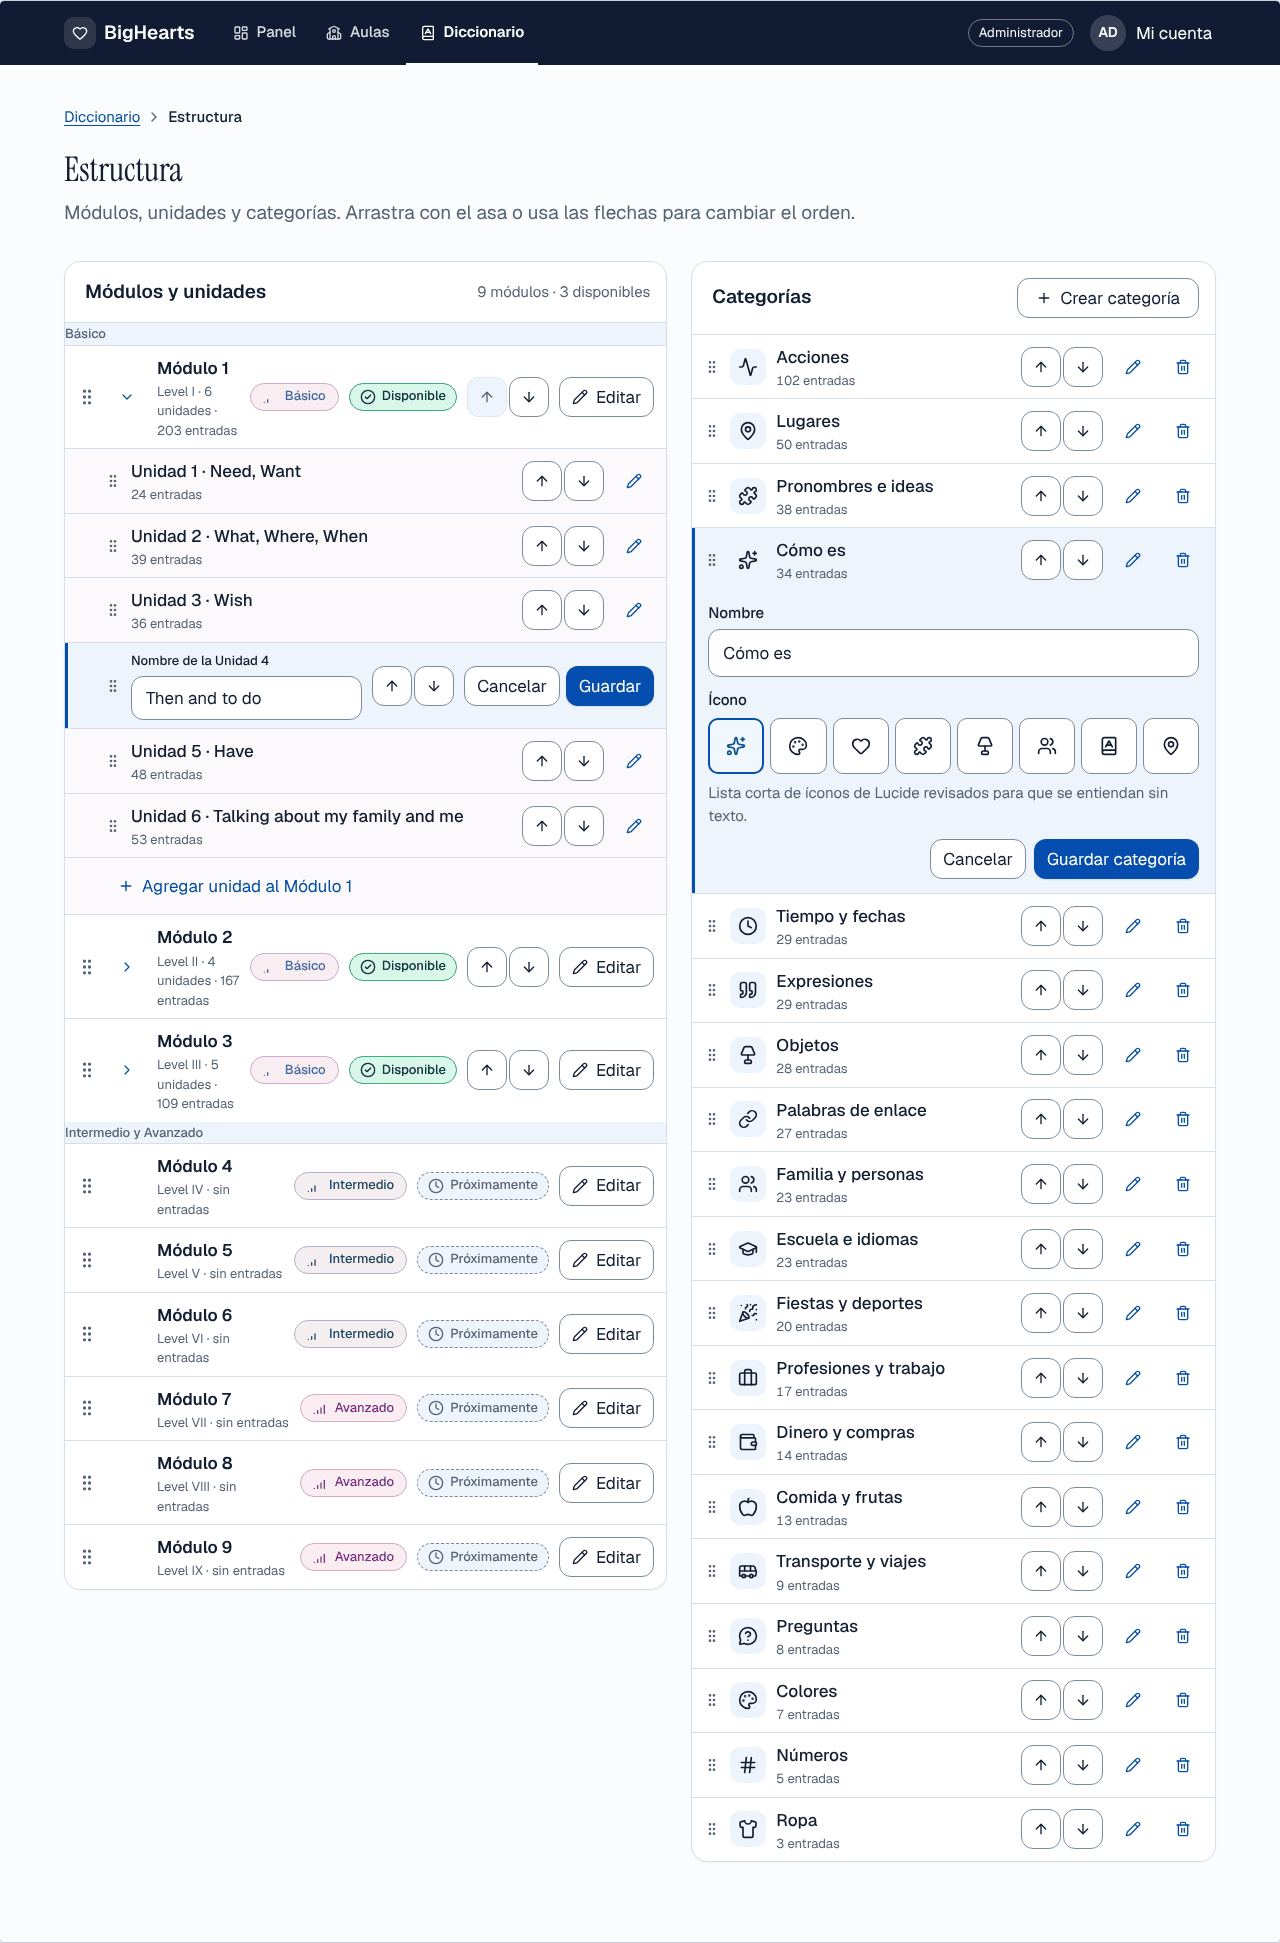 BigHearts
Panel
Aulas
Diccionario
Administrador
AD
Mi cuenta
Diccionario
Estructura
Estructura
Módulos, unidades y categorías. Arrastra con el asa o usa las flechas para cambiar el orden.
Módulos y unidades
9 módulos · 3 disponibles
Básico
Módulo 1
Level I · 6
unidades ·
203 entradas
Básico
Disponible
Editar
Unidad 1 · Need, Want
24 entradas
Unidad 2 · What, Where, When
39 entradas
Unidad 3 · Wish
36 entradas
Nombre de la Unidad 4
Then and to do
Cancelar
Guardar
Unidad 5 · Have
48 entradas
Unidad 6 · Talking about my family and me
53 entradas
Agregar unidad al Módulo 1
Módulo 2
Level II · 4
unidades · 167
entradas
Básico
Disponible
Editar
Módulo 3
Level III · 5
unidades ·
109 entradas
Básico
Disponible
Editar
Intermedio y Avanzado
Módulo 4
Level IV · sin
entradas
Intermedio
Próximamente
Editar
Módulo 5
Level V · sin entradas
Intermedio
Próximamente
Editar
Módulo 6
Level VI · sin
entradas
Intermedio
Próximamente
Editar
Módulo 7
Level VII · sin entradas
Avanzado
Próximamente
Editar
Módulo 8
Level VIII · sin
entradas
Avanzado
Próximamente
Editar
Módulo 9
Level IX · sin entradas
Avanzado
Próximamente
Editar
Categorías
Crear categoría
Acciones
102 entradas
Lugares
50 entradas
Pronombres e ideas
38 entradas
Cómo es
34 entradas
Nombre
Cómo es
Ícono
Lista corta de íconos de Lucide revisados para que se entiendan sin
texto.
Cancelar
Guardar categoría
Tiempo y fechas
29 entradas
Expresiones
29 entradas
Objetos
28 entradas
Palabras de enlace
27 entradas
Familia y personas
23 entradas
Escuela e idiomas
23 entradas
Fiestas y deportes
20 entradas
Profesiones y trabajo
17 entradas
Dinero y compras
14 entradas
Comida y frutas
13 entradas
Transporte y viajes
9 entradas
Preguntas
8 entradas
Colores
7 entradas
Números
5 entradas
Ropa
3 entradas